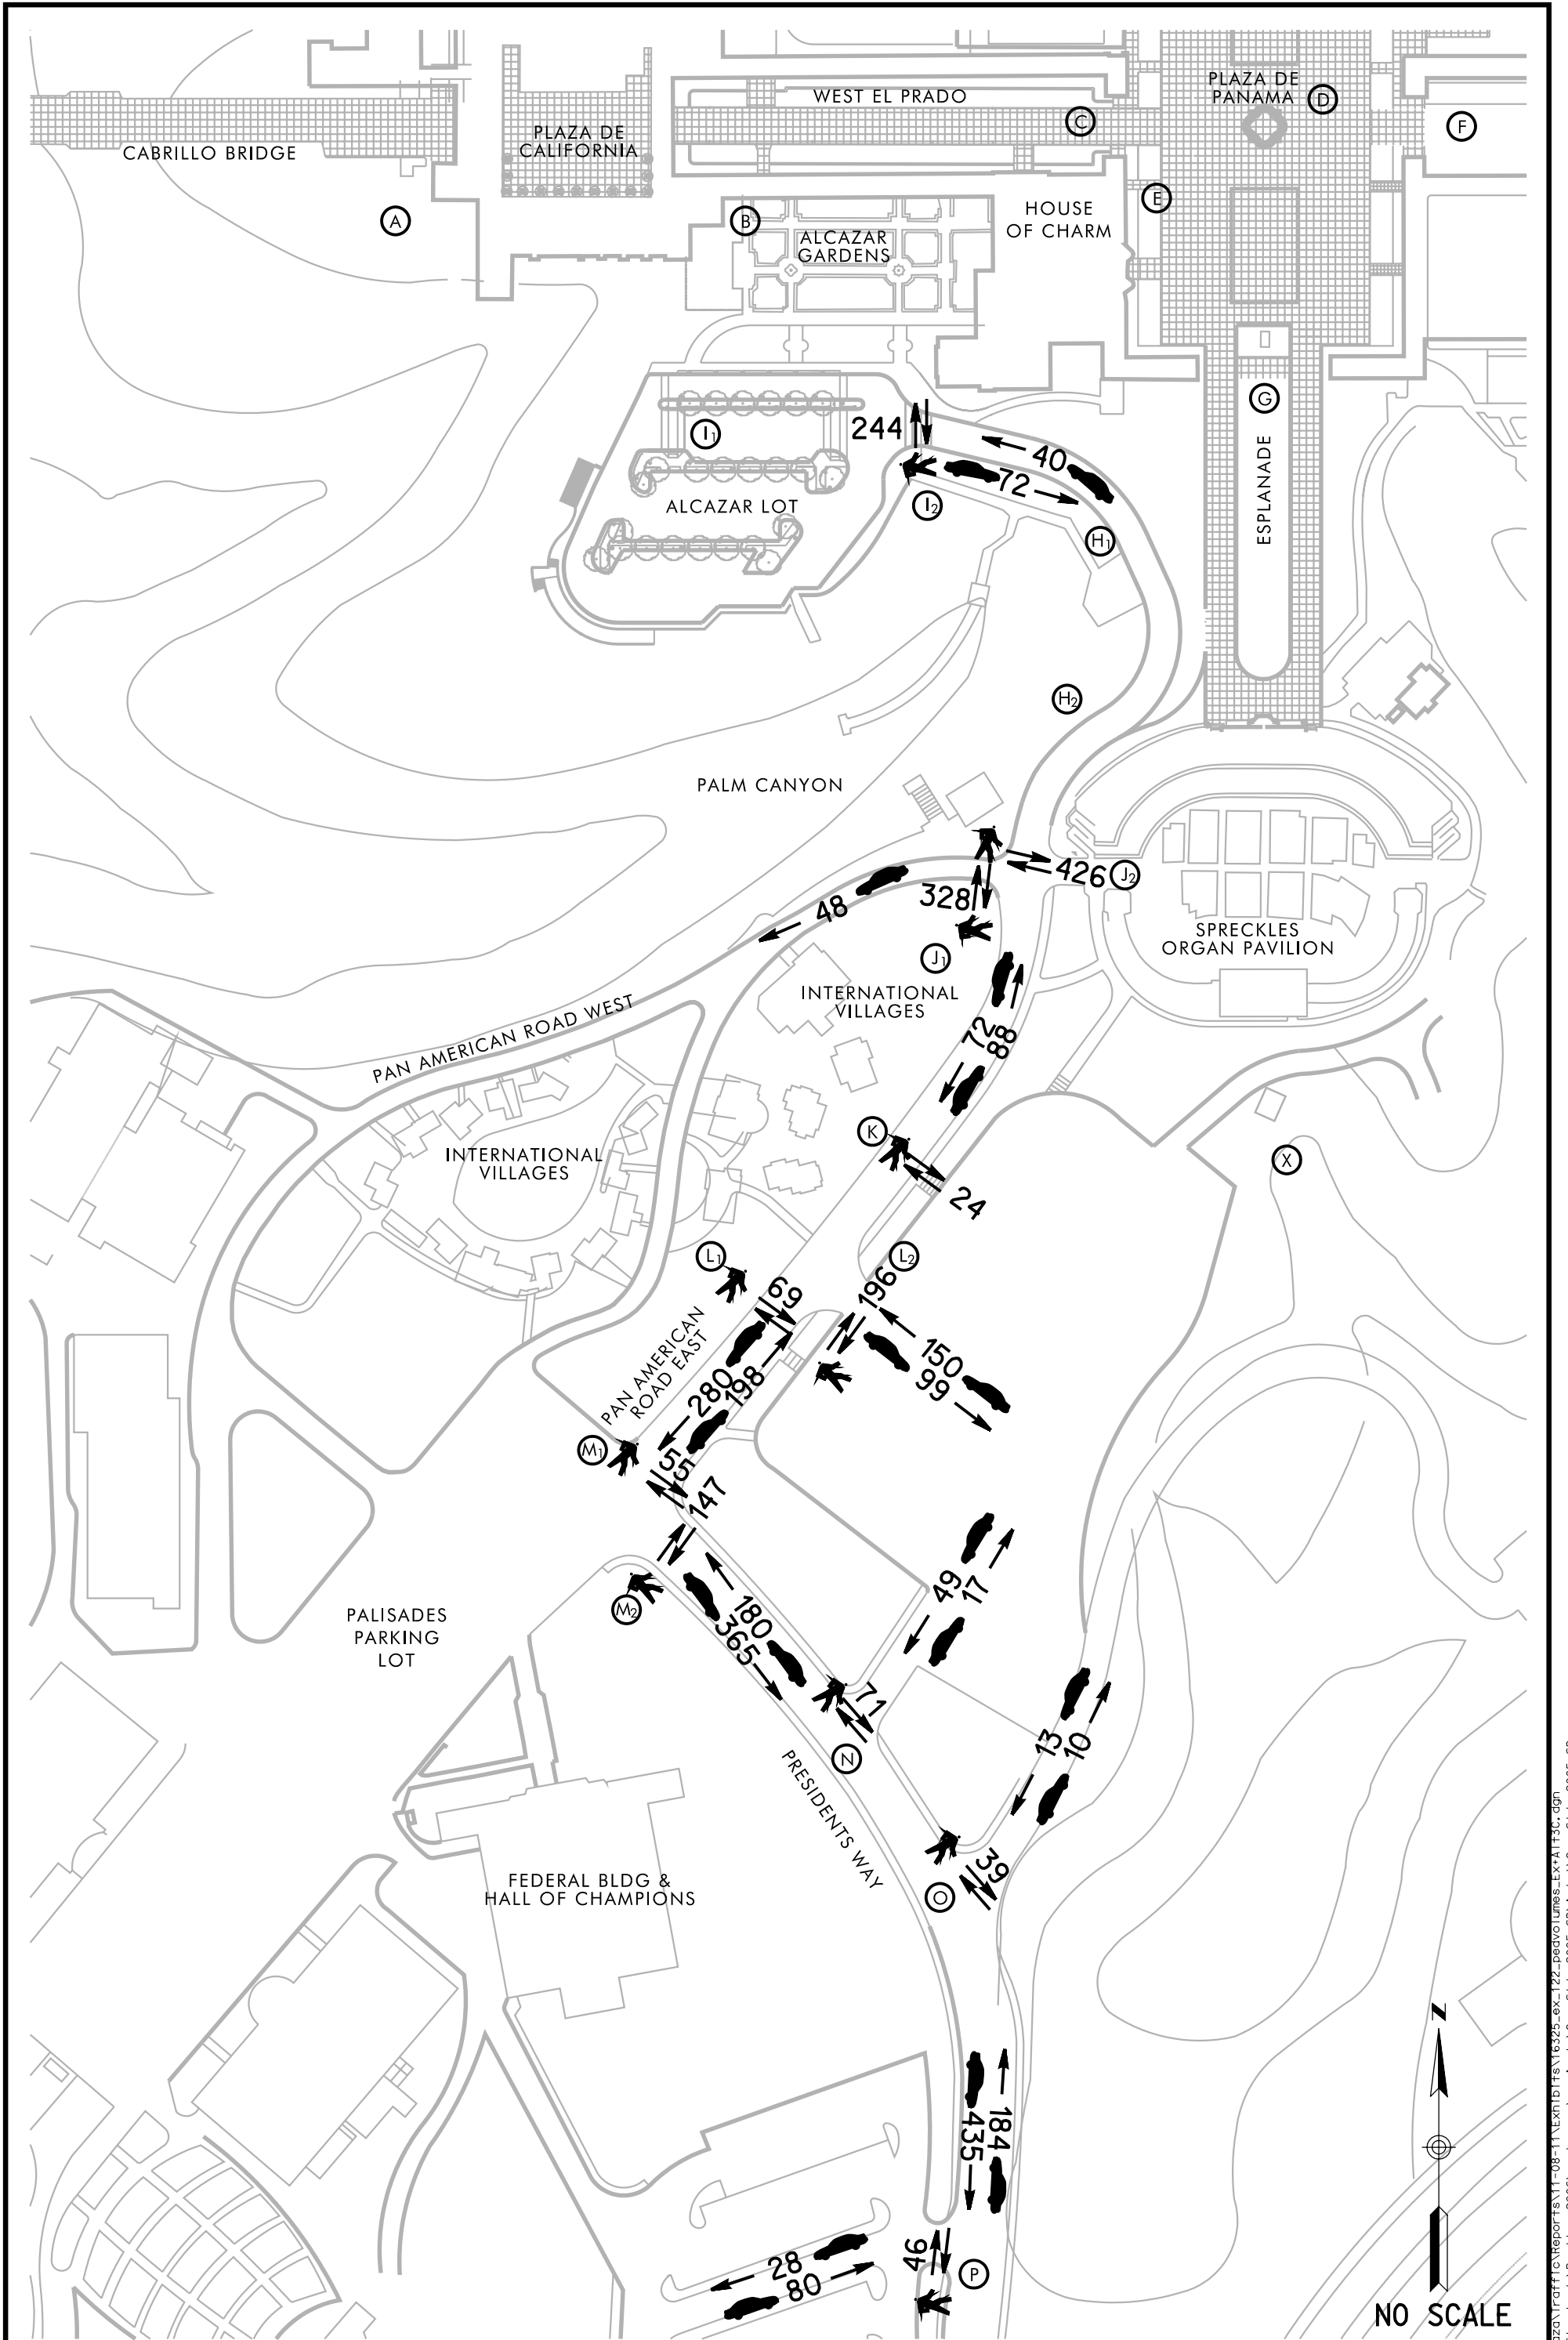 PLAZA DE
PANAMA
D
WEST EL PRADO
C
F
PLAZA DE
CALIFORNIA
CABRILLO BRIDGE
E
A
B
HOUSE
OF CHARM
ALCAZAR
GARDENS
G
ESPLANADE
244
I1
40
72
ALCAZAR LOT
I2
H1
H2
PALM CANYON
426
J2
328
48
SPRECKLES
ORGAN PAVILION
J1
INTERNATIONAL
VILLAGES
PAN AMERICAN ROAD WEST
72
88
K
INTERNATIONAL
VILLAGES
X
24
L1
L2
69
196
PAN AMERICAN
ROAD EAST
150
99
280
198
M1
55
147
49
17
M2
180
365
PALISADES
PARKING
LOT
71
N
13
10
PRESIDENTS WAY
39
O
FEDERAL BLDG &
HALL OF CHAMPIONS
N
184
435
46
P
28
80
NO SCALE